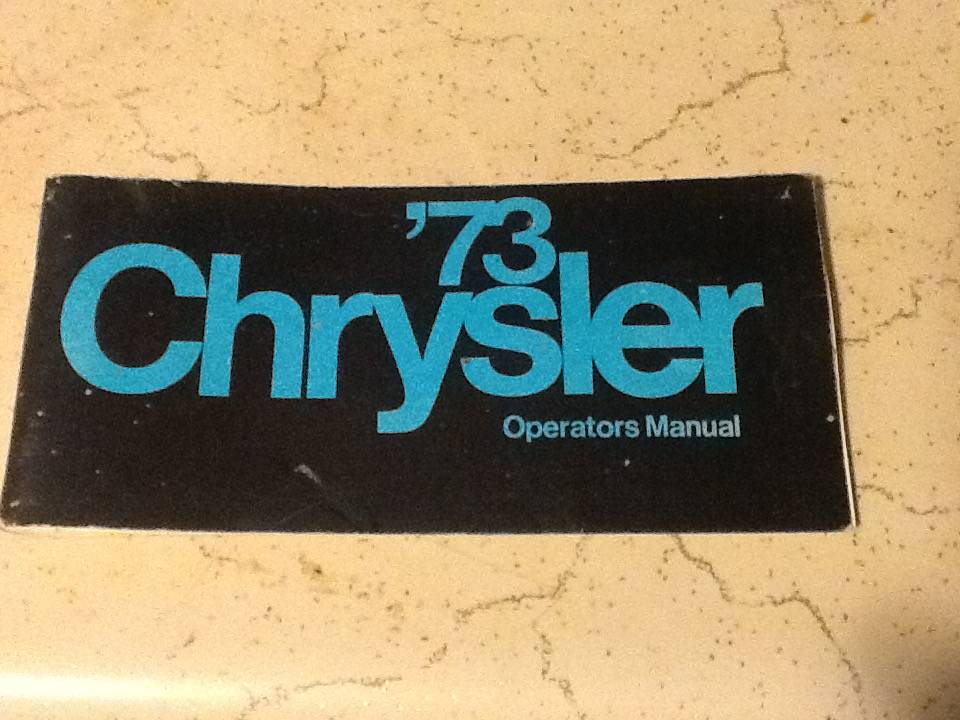 ’73
Chrysler
Operators Manual